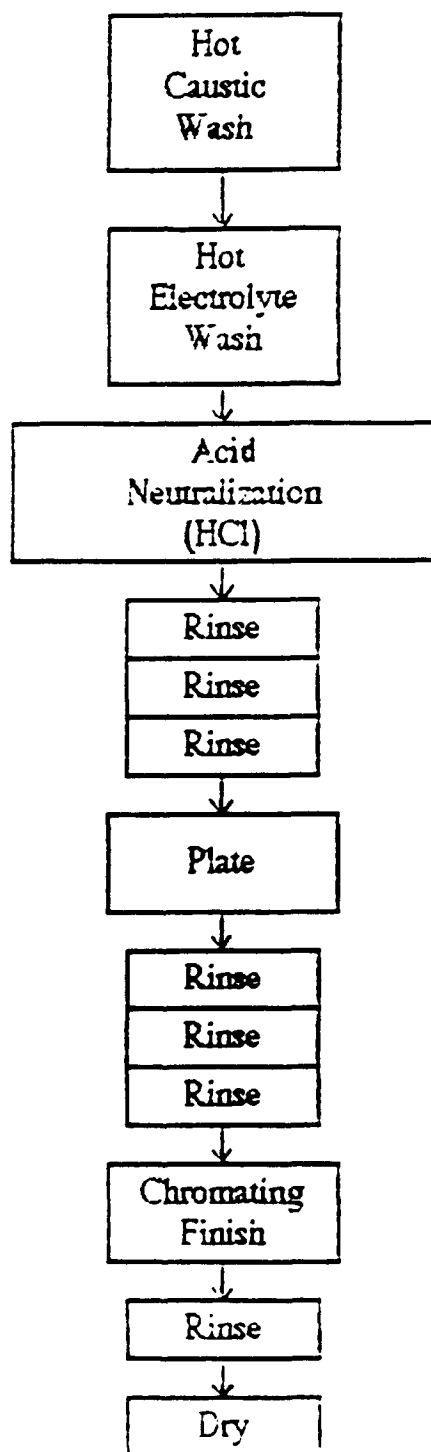 Hot
Caustic
Wash
Hot
Electrolyte
Wash
Acid
Neutralization
(HCl)
Rinse
Rinse
Rinse
Plate
Rinse
Rinse
Rinse
Chromating
Finish
Rinse
Dry